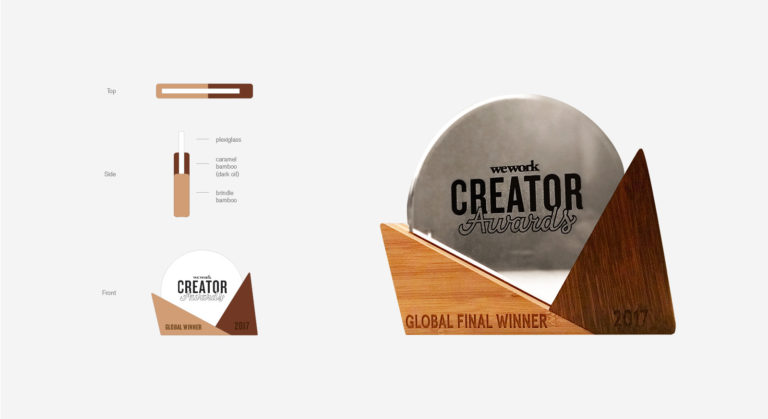 Top
Side
plexiglass
caramel
bamboo
(dark oil)
brindle
bamboo
Front
wework
CREATOR
Awards
GLOBAL WINNER
2017
wework
CREATOR
Awards
GLOBAL FINAL WINNER
2017